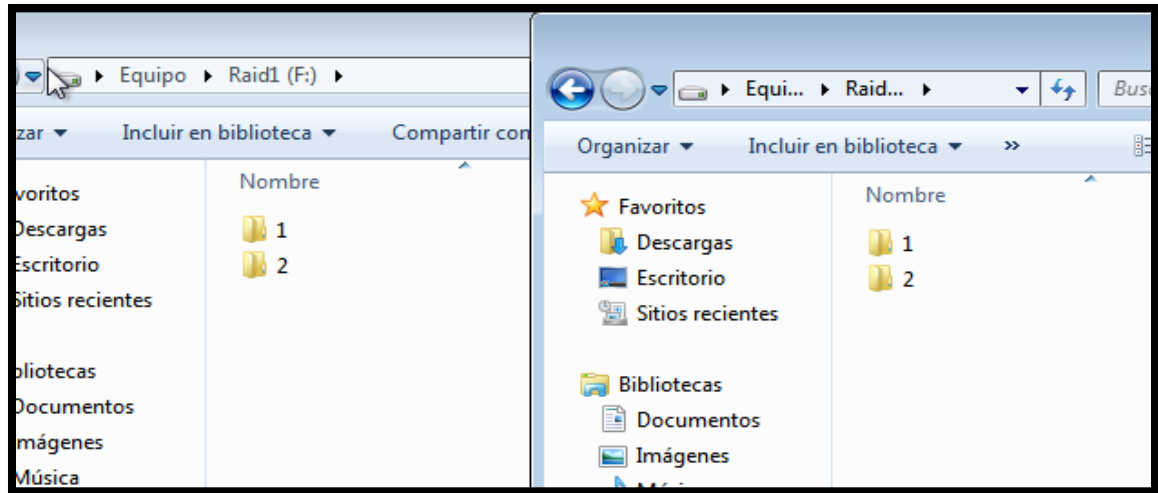 Equipo Raid1 (F:)
zar Incluir en biblioteca Compartir con
voritos
Descargas
Escritorio
Sitios recientes
bliotecas
Documentos
mágenes
Música
Nombre
1
2
Equi... Raid... Bus
Organizar Incluir en biblioteca »
Favoritos
Descargas
Escritorio
Sitios recientes
Bibliotecas
Documentos
Imágenes
Nombre
1
2